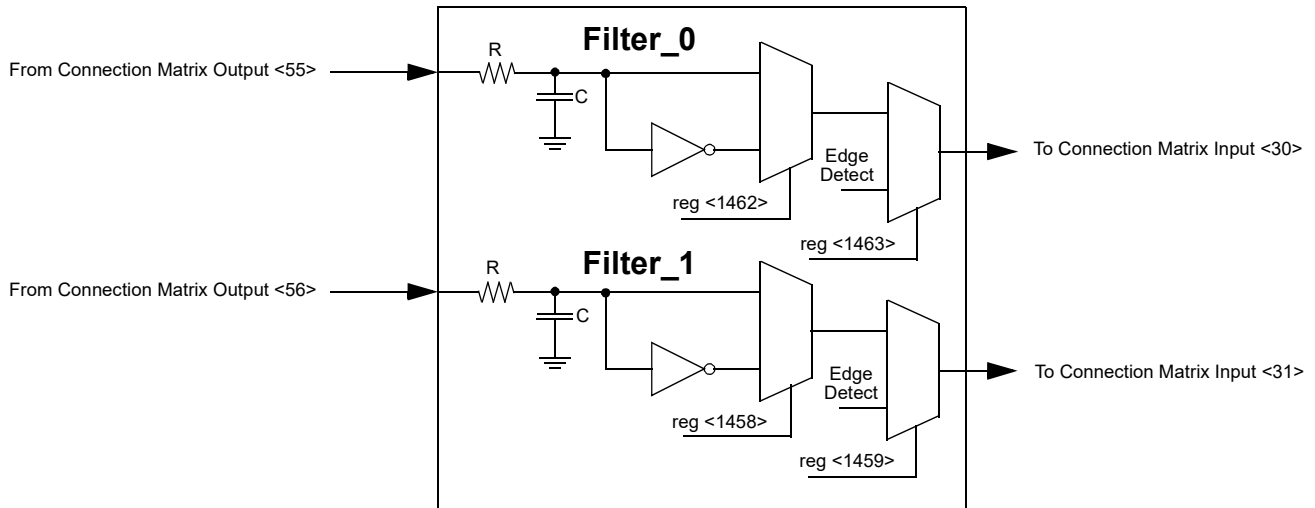 Filter_0
R
From Connection Matrix Output <55>
C
Edge
Detect
To Connection Matrix Input <30>
reg <1462>
reg <1463>
Filter_1
R
From Connection Matrix Output <56>
C
Edge
Detect
To Connection Matrix Input <31>
reg <1458>
reg <1459>